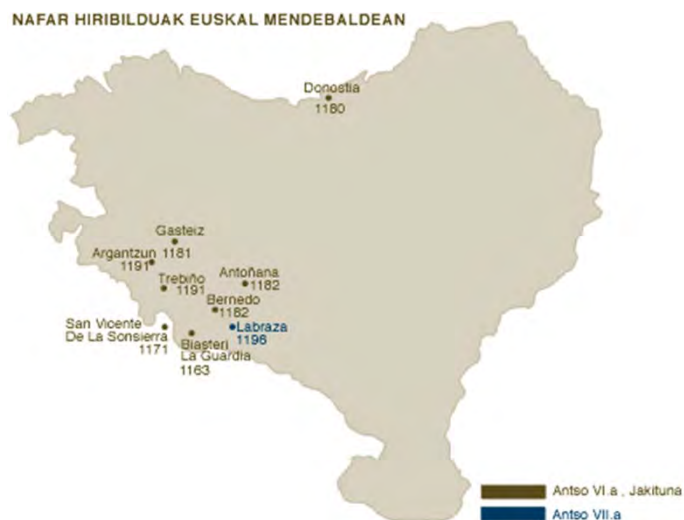 NAFAR HIRIBILDUAK EUSKAL MENDEBALDEAN
Donostia
1180
Gasteiz
1181
Argantzun
1191
Trebiño
1191
Antoñana
1182
Bernedo
1182
San Vicente
De La Sonsierra
1171
Biasteri
La Guardia
1163
Labraza
1196
Antso VI.a , Jakituna
Antso VII.a